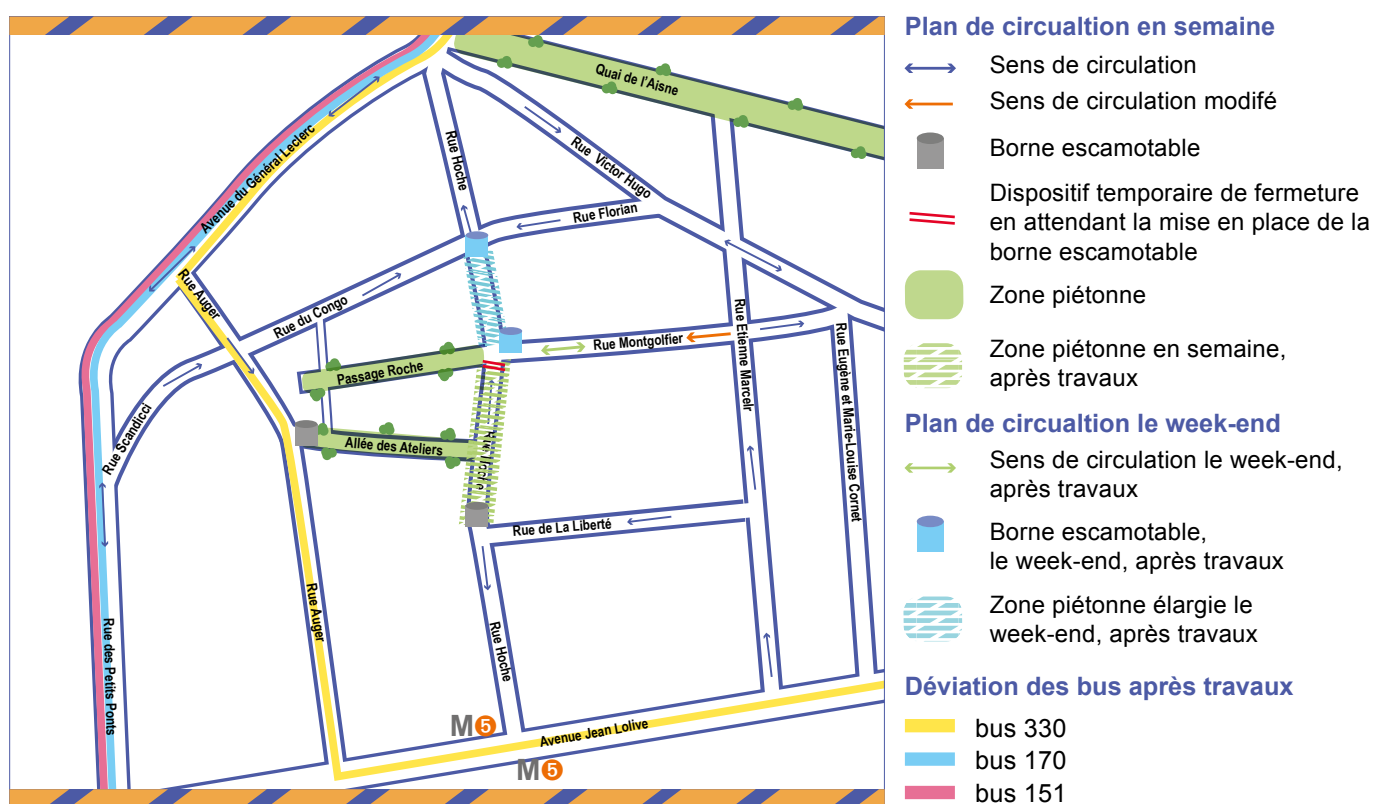 Plan de circualtion en semaine
Sens de circulation
Sens de circulation modifé
Borne escamotable
Dispositif temporaire de fermeture
en attendant la mise en place de la
borne escamotable
Zone piétonne
Zone piétonne en semaine,
après travaux
Plan de circualtion le week-end
Sens de circulation le week-end,
après travaux
Borne escamotable,
le week-end, après travaux
Zone piétonne élargie le
week-end, après travaux
Déviation des bus après travaux
bus 330
bus 170
bus 151
Quai de l'Aisne
Avenue du Général Leclerc
Rue Hoche
Rue Victor Hugo
Rue Florian
Rue Auger
Rue du Congo
Rue Montgolfier
Passage Roche
Rue Etienne Marcelr
Rue Eugène et Marie-Louise Cornet
Rue Scandicci
Allée des Ateliers
Rue Hoche
Rue de La Liberté
Rue Auger
Rue Hoche
Rue des Petits Ponts
M 5
Avenue Jean Lolive
M 5